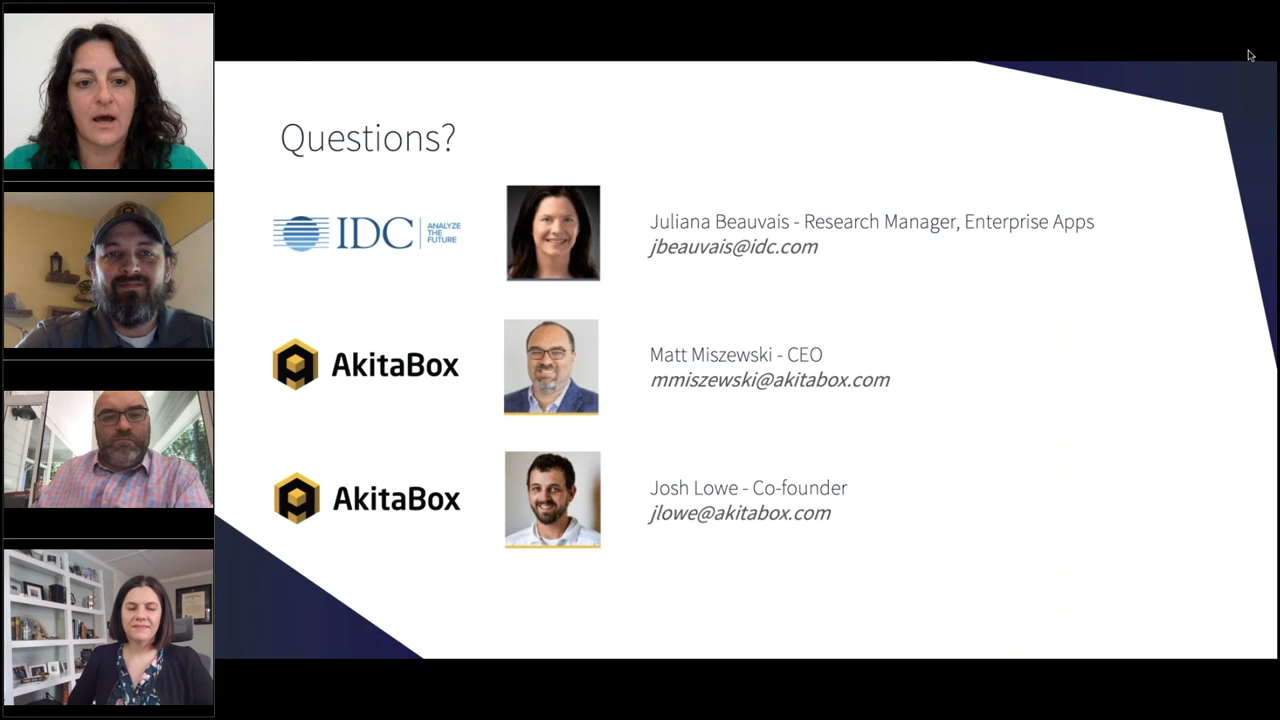 Questions?
IDC
ANALYZE
THE
FUTURE
Juliana Beauvais - Research Manager, Enterprise Apps
jbeauvais@idc.com
AkitaBox
Matt Miszewski - CEO
mmiszewski@akitabox.com
AkitaBox
Josh Lowe - Co-founder
jlowe@akitabox.com